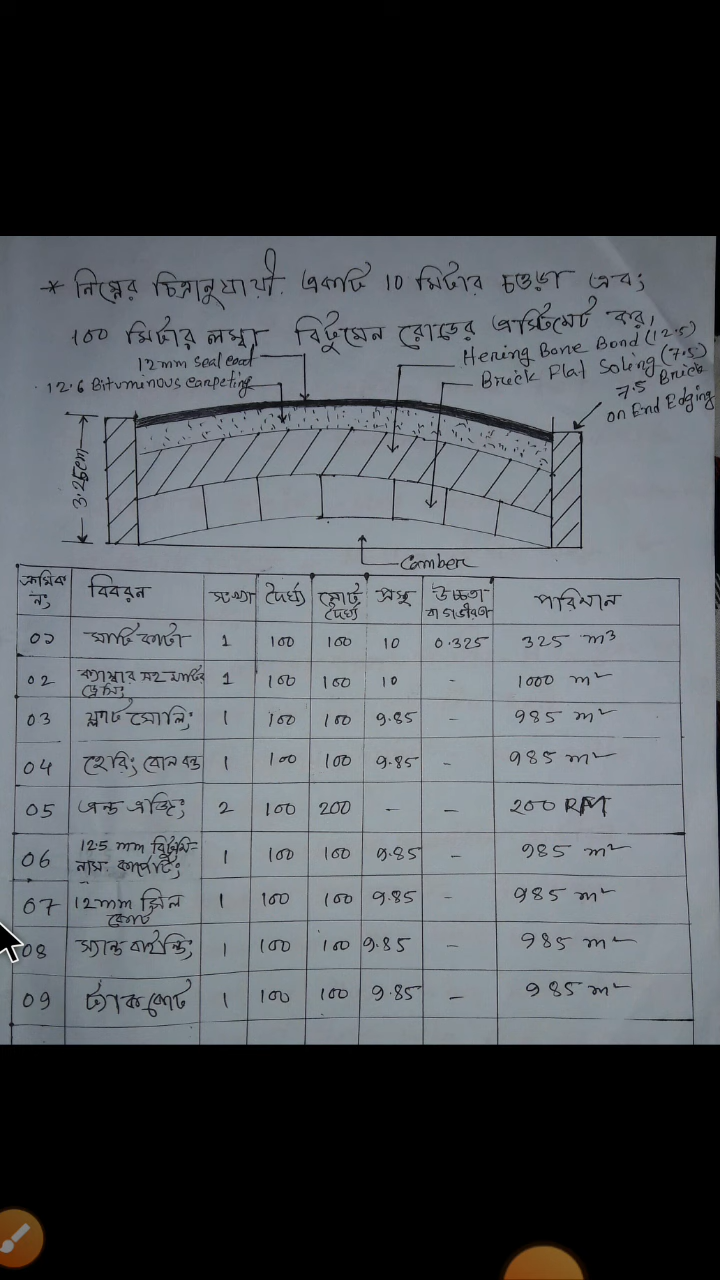 * নিম্নের চিত্রানুযায়ী একটি 10 মিটার চওড়া এবং
100 মিটার লম্বা বিটুমেন রোডের এস্টিমেট কর।
12mm seal coat
12.6 Bituminous carpeting
Hering Bone Bond (12.5)
Brick Flat Soling (7.5)
7.5 Brick
on End Edging
3.25cm
Camber
ক্রমিক নং বিবরন সংখ্যা দৈর্ঘ্য মোট দৈর্ঘ্য প্রস্থ উচ্চতা বা গভীরতা পরিমান
01 মাটি কাটা 1 100 100 10 0.325 325 m³
02 ক্যাম্বার সহ মাটির ড্রেসিং 1 100 100 10 - 1000 m²
03 ফ্লাট সোলিং 1 100 100 9.85 - 985 m²
04 হেরিং বোন বন্ড 1 100 100 9.85 - 985 m²
05 এন্ড এজিং 2 100 200 - - 200 RM
06 12.5 mm বিটুমিনাস কার্পেটিং 1 100 100 9.85 - 985 m²
07 12mm সিল কোট 1 100 100 9.85 - 985 m²
08 স্যান্ড 1 100 100 9.85 - 985 m²
09 ট্যাক কোট 1 100 100 9.85 - 985 m²